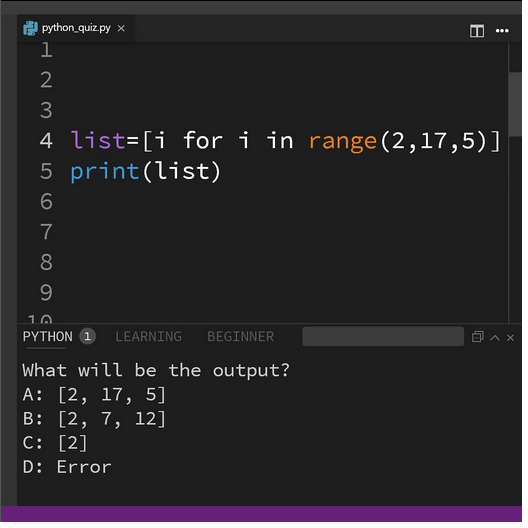 python_quiz.py ×
1
2
3
4 list=[i for i in range(2,17,5)]
5 print(list)
6
7
8
9
10
PYTHON 1 LEARNING BEGINNER
What will be the output?
A: [2, 17, 5]
B: [2, 7, 12]
C: [2]
D: Error